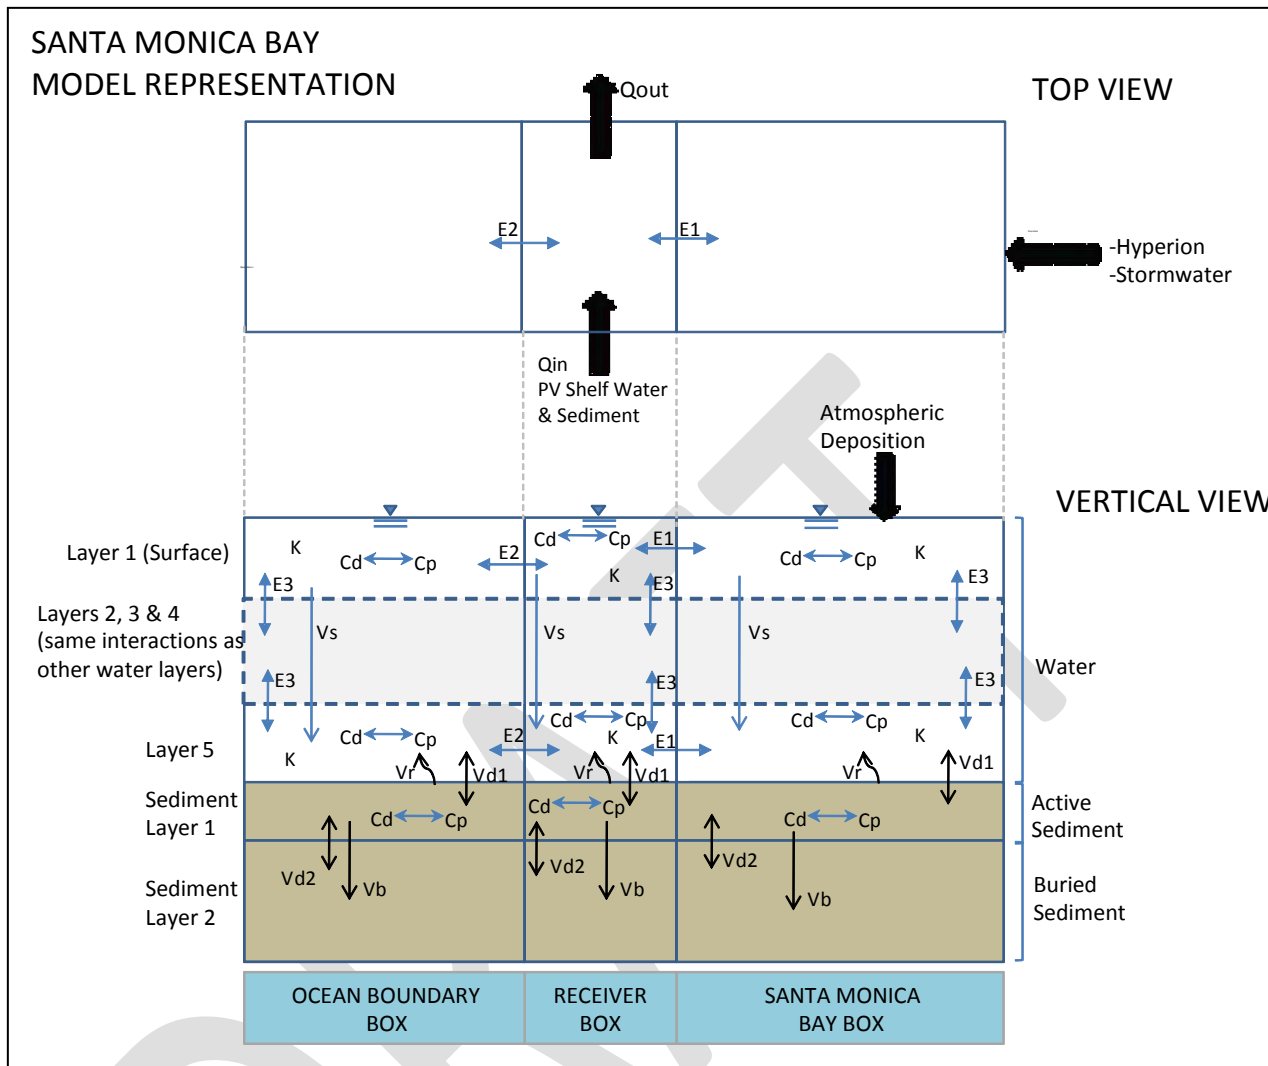 SANTA MONICA BAY
MODEL REPRESENTATION
TOP VIEW
Qout
E2
E1
-Hyperion
-Stormwater
Qin
PV Shelf Water
& Sediment
Atmospheric
Deposition
VERTICAL VIEW
Layer 1 (Surface)
K
Cd
Cp
E2
Cd
Cp
E1
K
Cd
Cp
K
E3
E3
E3
Layers 2, 3 & 4
(same interactions as
other water layers)
Vs
Vs
Vs
Water
E3
E3
E3
Layer 5
Cd
Cp
K
E2
Cd
Cp
K
E1
Cd
Cp
K
Vr
Vd1
Vr
Vd1
Vr
Vd1
Sediment
Layer 1
Cd
Cp
Cd
Cp
Cd
Cp
Active
Sediment
Vd2
Vb
Vd2
Vb
Vd2
Vb
Sediment
Layer 2
Buried
Sediment
OCEAN BOUNDARY
BOX
RECEIVER
BOX
SANTA MONICA
BAY BOX